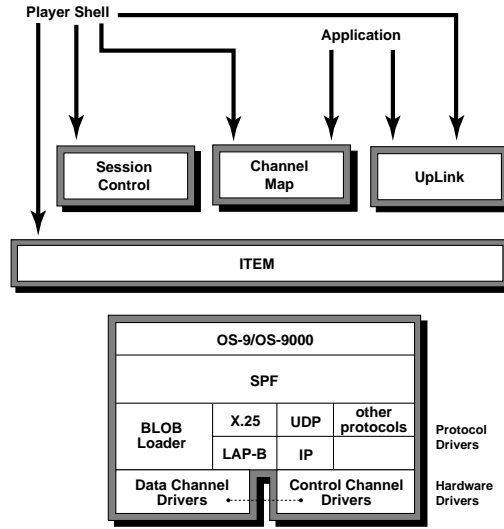 Player Shell
Application
Session
Control
Channel
Map
UpLink
ITEM
OS-9/OS-9000
SPF
BLOB
Loader
X.25
UDP
other
protocols
LAP-B
IP
Protocol
Drivers
Data Channel
Drivers
Control Channel
Drivers
Hardware
Drivers